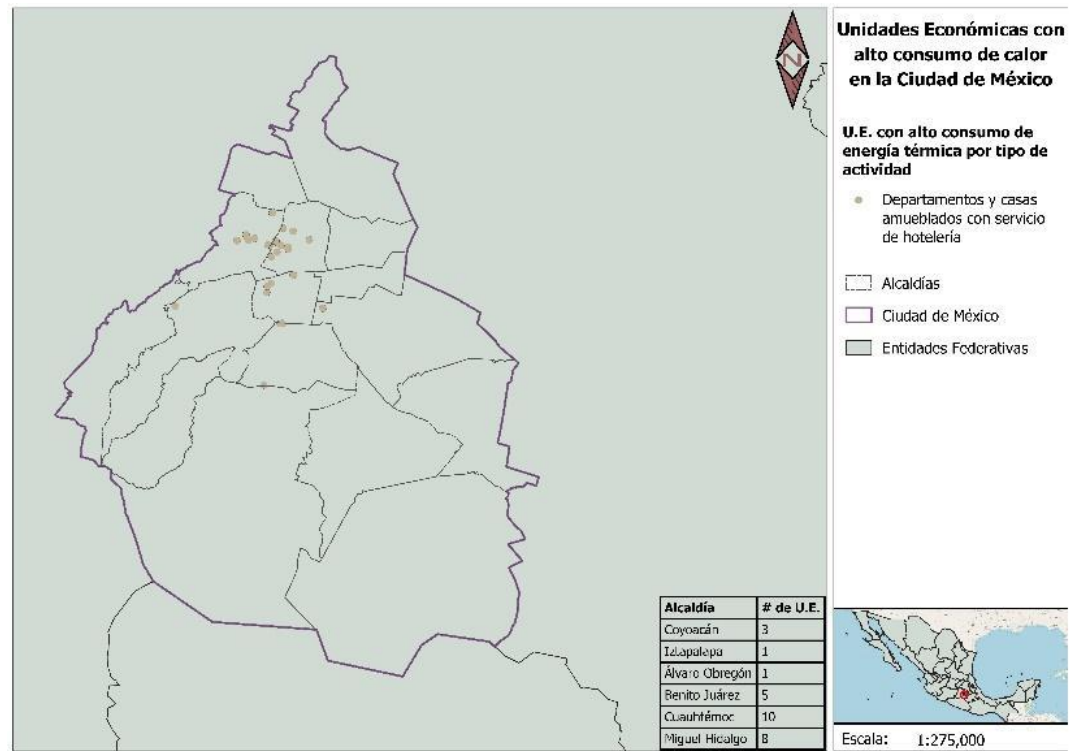 N
Unidades Económicas con
alto consumo de calor
en la Ciudad de México
U.E. con alto consumo de
energía térmica por tipo de
actividad
Departamentos y casas
amueblados con servicio
de hotelería
Alcaldías
Ciudad de México
Entidades Federativas
Alcaldía # de U.E.
Coyoacán 3
Iztapalapa 1
Álvaro Obregón 1
Benito Juárez 5
Cuauhtémoc 10
Miguel Hidalgo 8
Escala: 1:275,000